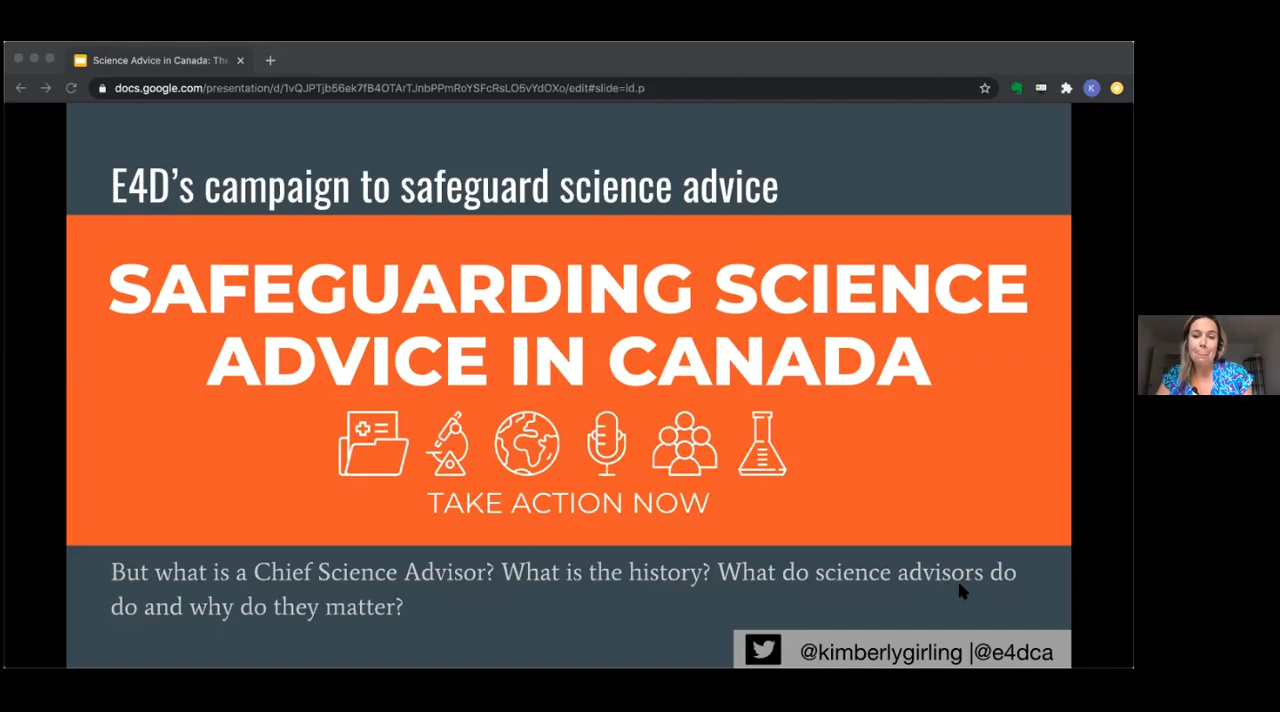 Science Advice in Canada: The
docs.google.com/presentation/d/1vQJPTjb56ek7fB4OTArTJnbPPmRoYSFcRsLO5vYdOXo/edit#slide=id.p
K
E4D's campaign to safeguard science advice
SAFEGUARDING SCIENCE
ADVICE IN CANADA
TAKE ACTION NOW
But what is a Chief Science Advisor? What is the history? What do science advisors do
do and why do they matter?
@kimberlygirling |@e4dca